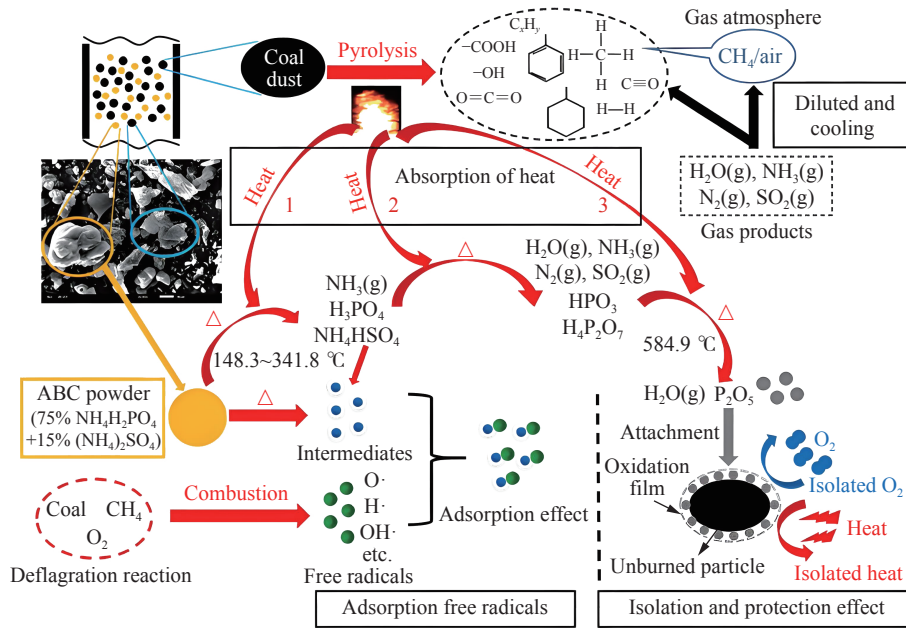 Coal
dust
Pyrolysis
CₓHᵧ
−COOH
−OH
O=C=O
H
H−C−H
H
C≡O
H−H
Gas atmosphere
CH₄/air
Diluted and
cooling
H₂O(g), NH₃(g)
N₂(g), SO₂(g)
Gas products
Absorption of heat
Heat
1
Heat
2
Heat
3
△
148.3~341.8 ℃
NH₃(g)
H₃PO₄
NH₄HSO₄
△
H₂O(g), NH₃(g)
N₂(g), SO₂(g)
HPO₃
H₄P₂O₇
△
584.9 ℃
H₂O(g) P₂O₅
ABC powder
(75% NH₄H₂PO₄
+15% (NH₄)₂SO₄)
△
Intermediates
Coal CH₄
O₂
Deflagration reaction
Combustion
O·
H·
OH·
etc.
Free radicals
Adsorption effect
Adsorption free radicals
Attachment
Oxidation
film
Unburned particle
O₂
Isolated O₂
Heat
Isolated heat
Isolation and protection effect